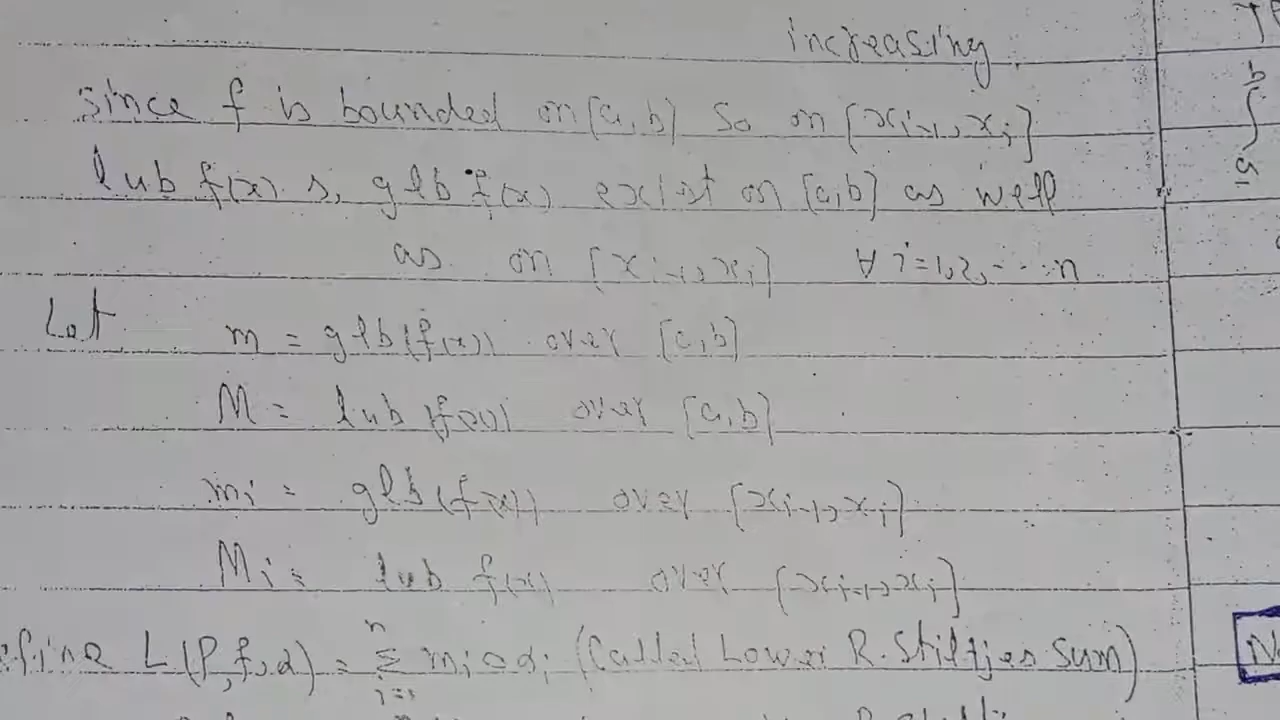 increasing
since f is bounded on [a,b] so on [xi-1, xi]
lub f(x) & glb f(x) exist on [a,b] as well
as on [xi-1, xi] ∀ i=1,2,....n
Let m = glb(f(x)) over [a,b]
M = lub f(x) over [a,b]
mi = glb(f(x)) over [xi-1, xi]
Mi = lub f(x) over [xi-1, xi]
L(P,f,α) = n Σ i=1 mi Δαi (Called Lower R.Stiltjes Sum)